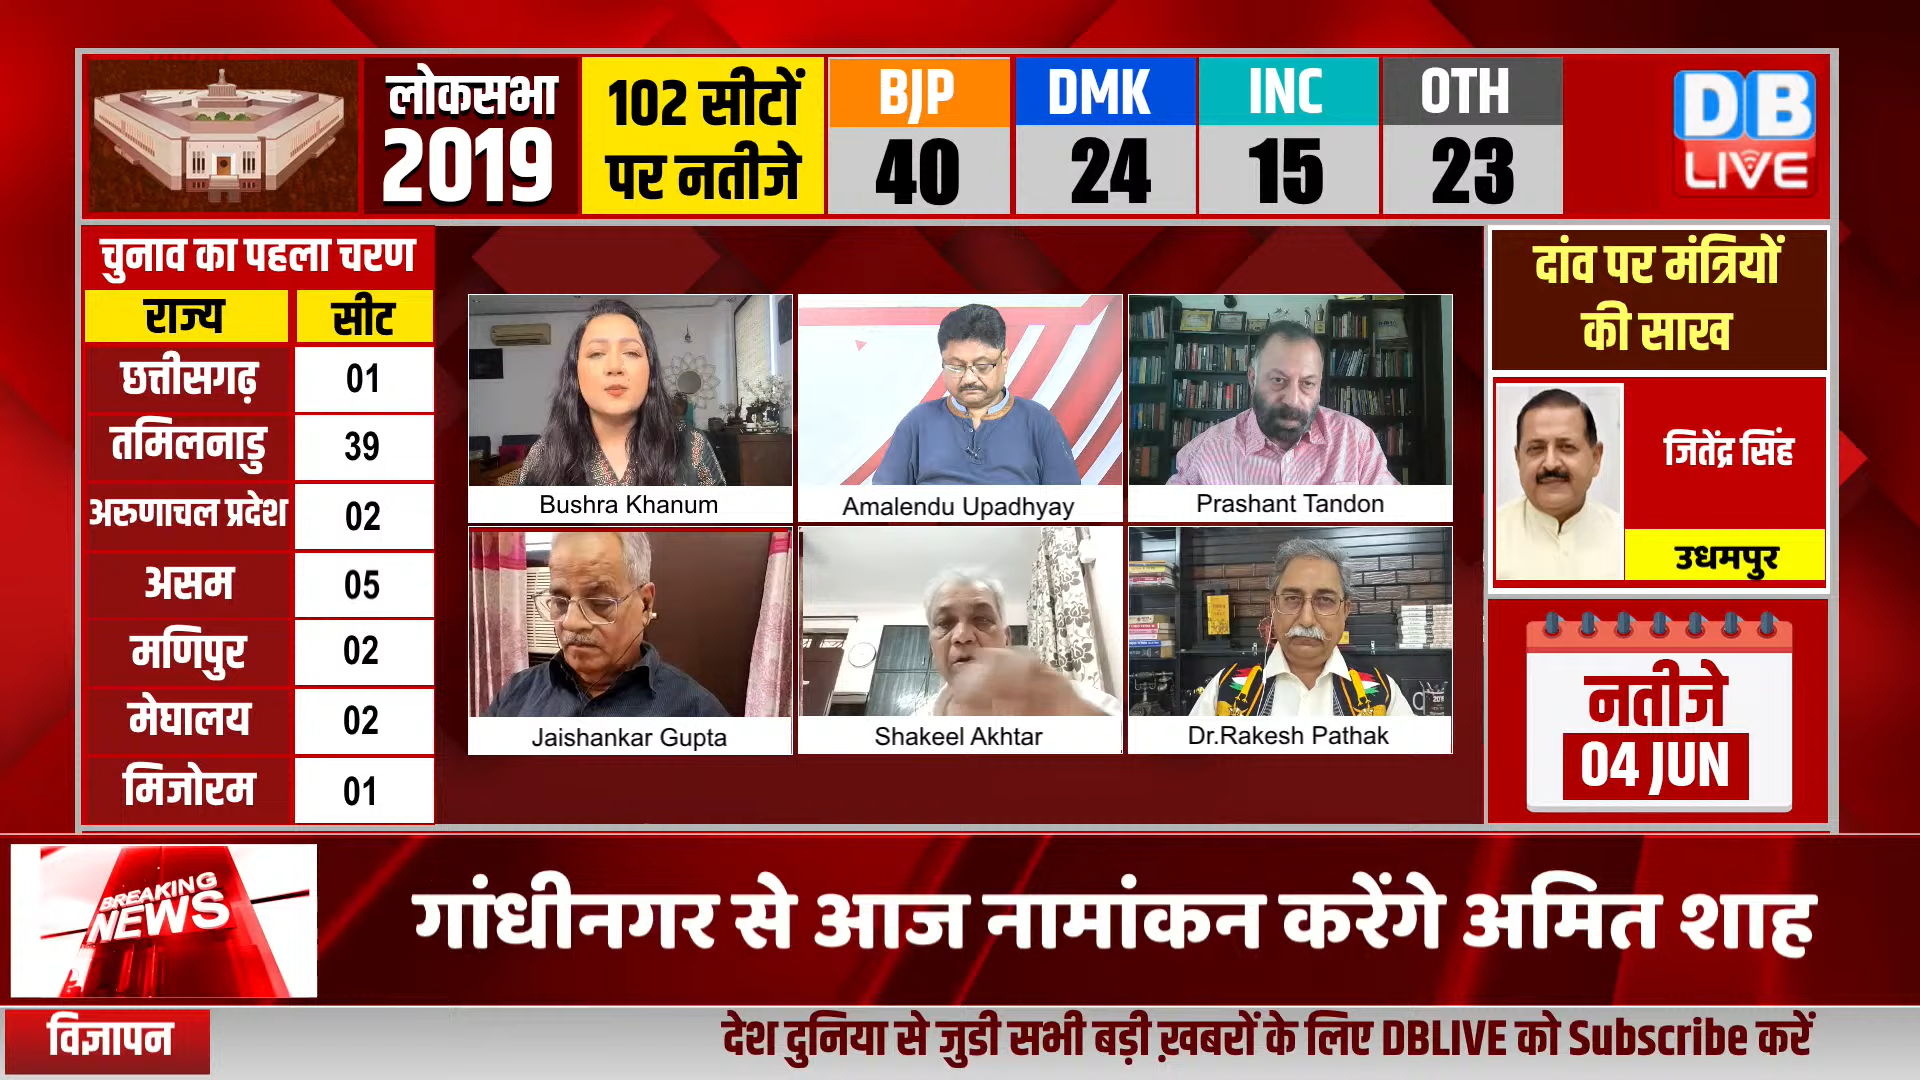 लोकसभा
2019
102 सीटों
पर नतीजे
BJP
40
DMK
24
INC
15
OTH
23
DB
LIVE
चुनाव का पहला चरण
राज्य सीट
छत्तीसगढ़ 01
तमिलनाडु 39
अरुणाचल प्रदेश 02
असम 05
मणिपुर 02
मेघालय 02
मिजोरम 01
Bushra Khanum
Amalendu Upadhyay
Prashant Tandon
Jaishankar Gupta
Shakeel Akhtar
Dr.Rakesh Pathak
दांव पर मंत्रियों
की साख
जितेंद्र सिंह
उधमपुर
नतीजे
04 JUN
BREAKING
NEWS
गांधीनगर से आज नामांकन करेंगे अमित शाह
विज्ञापन
देश दुनिया से जुडी सभी बड़ी ख़बरों के लिए DBLIVE को Subscribe करें